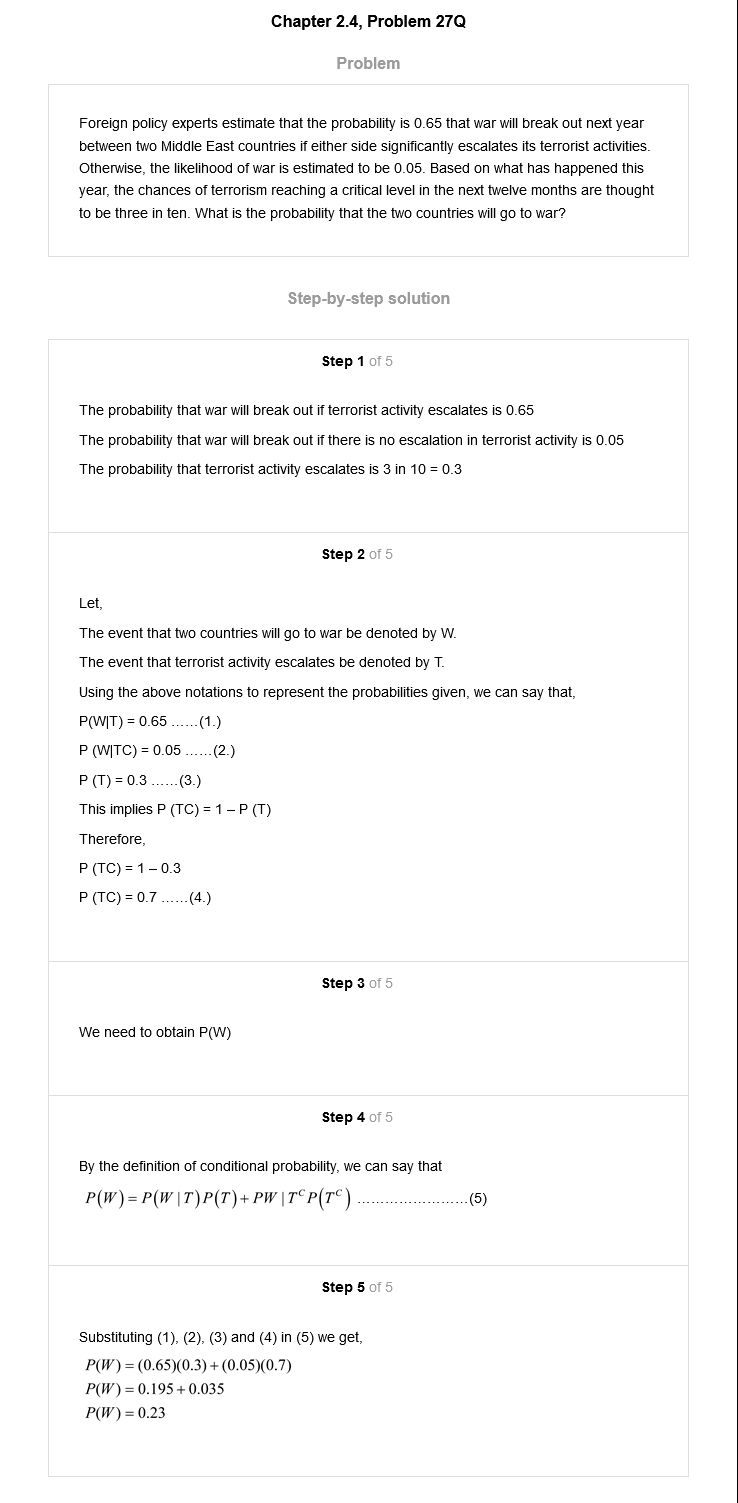 Chapter 2.4, Problem 27Q
Problem
Foreign policy experts estimate that the probability is 0.65 that war will break out next year
between two Middle East countries if either side significantly escalates its terrorist activities.
Otherwise, the likelihood of war is estimated to be 0.05. Based on what has happened this
year, the chances of terrorism reaching a critical level in the next twelve months are thought
to be three in ten. What is the probability that the two countries will go to war?
Step-by-step solution
Step 1 of 5
The probability that war will break out if terrorist activity escalates is 0.65
The probability that war will break out if there is no escalation in terrorist activity is 0.05
The probability that terrorist activity escalates is 3 in 10 = 0.3
Step 2 of 5
Let,
The event that two countries will go to war be denoted by W.
The event that terrorist activity escalates be denoted by T.
Using the above notations to represent the probabilities given, we can say that,
P(W|T) = 0.65 ……(1.)
P (W|TC) = 0.05 ……(2.)
P (T) = 0.3 ……(3.)
This implies P (TC) = 1 – P (T)
Therefore,
P (TC) = 1 – 0.3
P (TC) = 0.7 ……(4.)
Step 3 of 5
We need to obtain P(W)
Step 4 of 5
By the definition of conditional probability, we can say that
P(W) = P(W | T)P(T) + PW | T^C P(T^C) ……………………(5)
Step 5 of 5
Substituting (1), (2), (3) and (4) in (5) we get,
P(W) = (0.65)(0.3) + (0.05)(0.7)
P(W) = 0.195 + 0.035
P(W) = 0.23